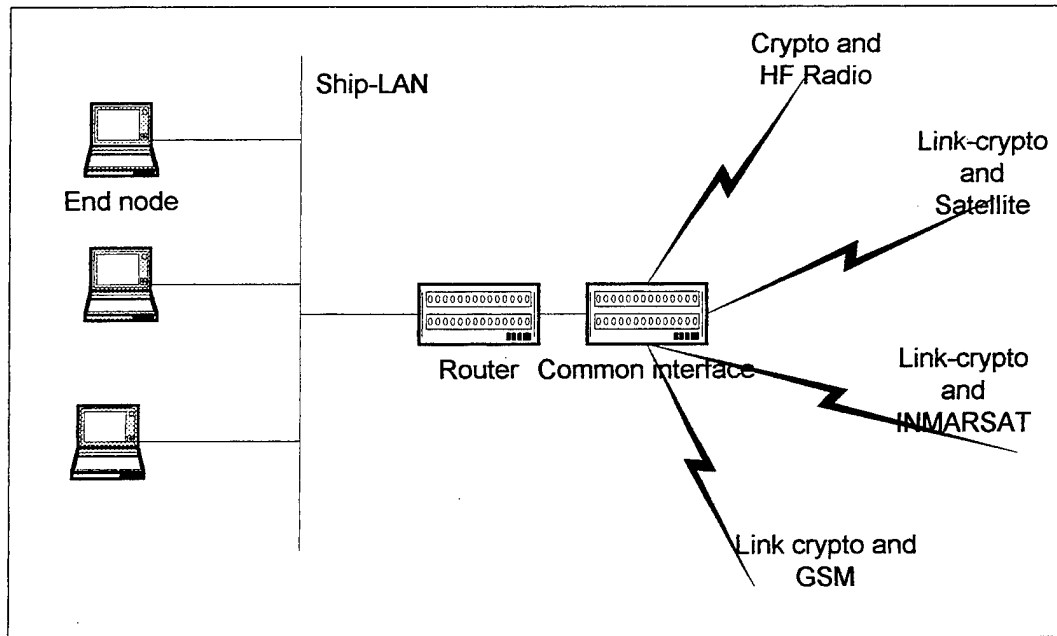 Crypto and
HF Radio
Ship-LAN
Link-crypto
and
Satellite
End node
Router
Common interface
Link-crypto
and
INMARSAT
Link crypto and
GSM